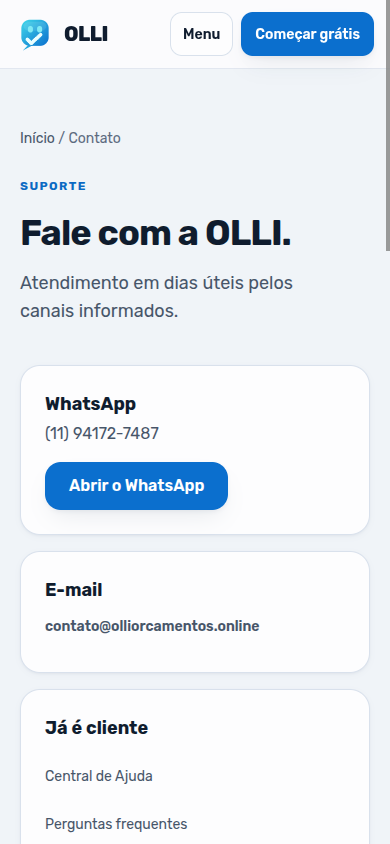 OLLI
Menu
Começar grátis
Início / Contato
SUPORTE
Fale com a OLLI.
Atendimento em dias úteis pelos
canais informados.
WhatsApp
(11) 94172-7487
Abrir o WhatsApp
E-mail
contato@olliorcamentos.online
Já é cliente
Central de Ajuda
Perguntas frequentes